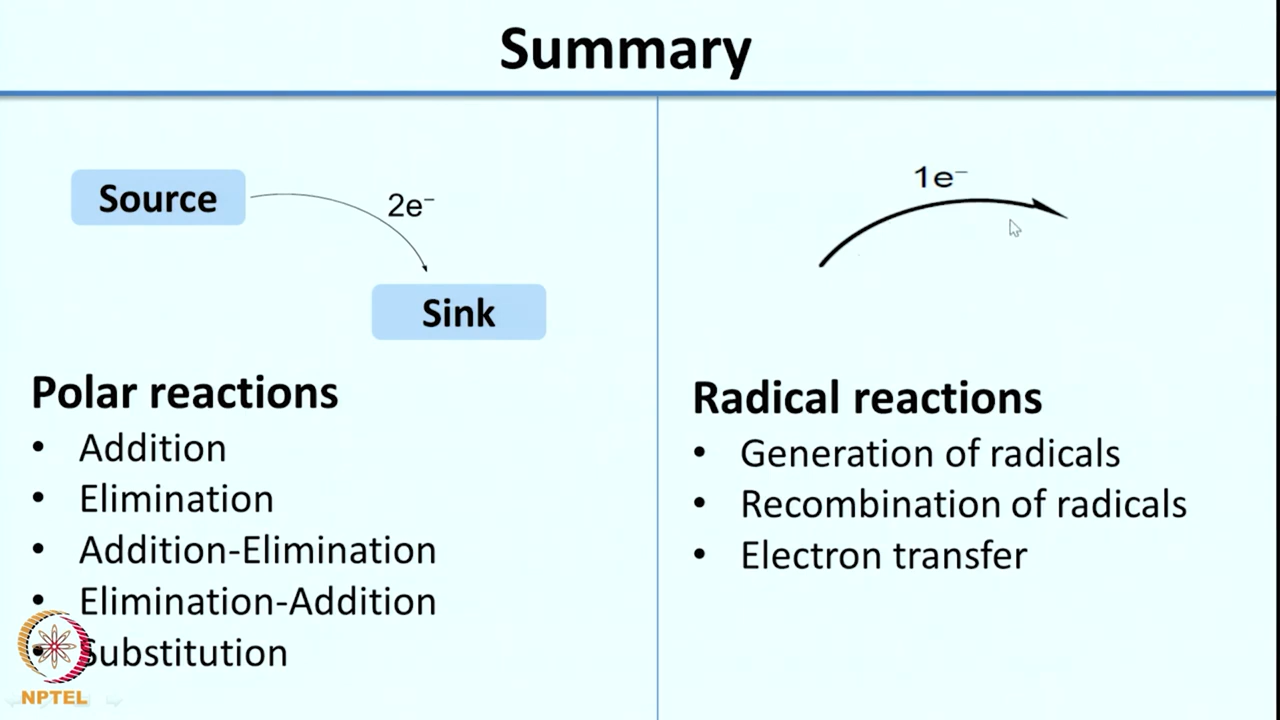 Summary
Source
2e⁻
Sink
Polar reactions
• Addition
• Elimination
• Addition-Elimination
• Elimination-Addition
• Substitution
1e⁻
Radical reactions
• Generation of radicals
• Recombination of radicals
• Electron transfer
NPTEL